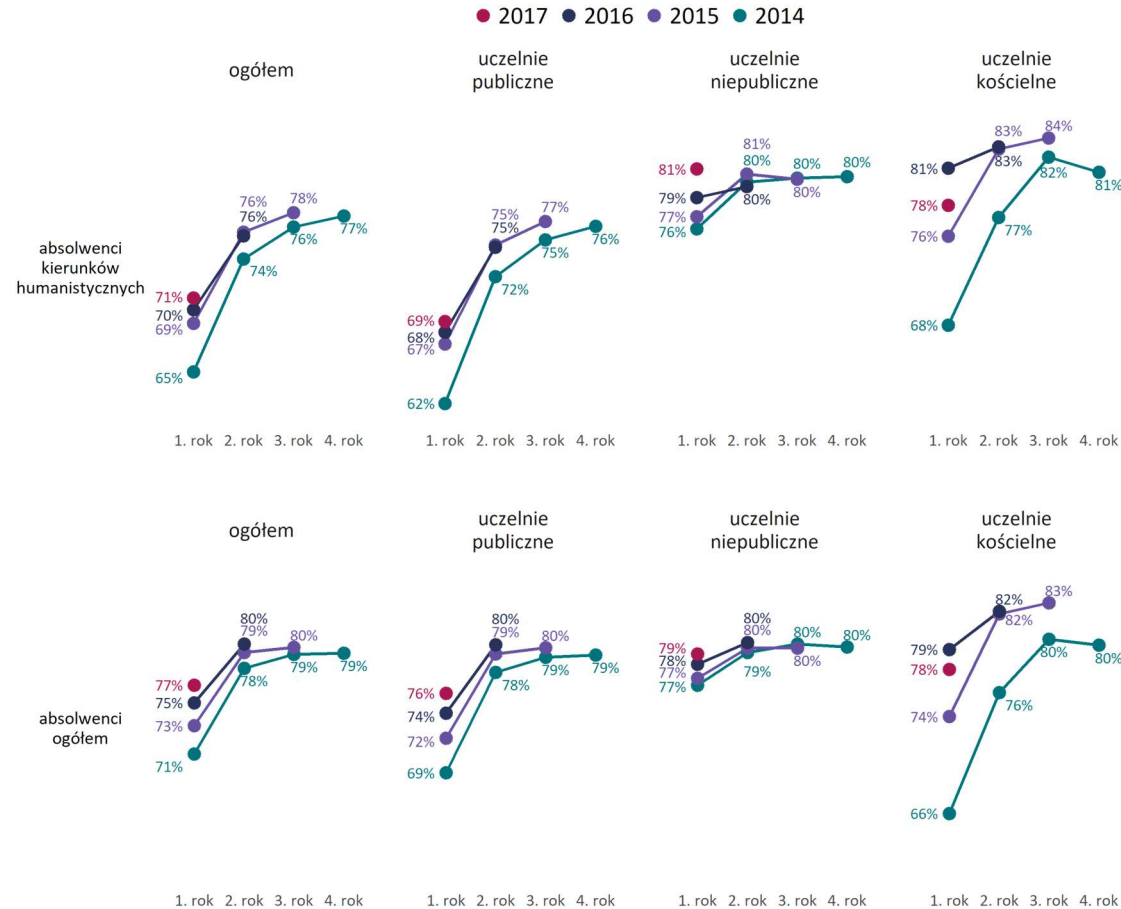 2017 2016 2015 2014
ogółem
uczelnie
publiczne
uczelnie
niepubliczne
uczelnie
kościelne
absolwenci
kierunków
humanistycznych
71%
70%
69%
65%
76%
76%
74%
78%
76%
77%
69%
68%
67%
62%
75%
75%
72%
77%
75%
76%
81%
79%
77%
76%
81%
80%
80%
80%
80%
80%
81%
78%
76%
68%
83%
83%
77%
84%
82%
81%
1. rok 2. rok 3. rok 4. rok
1. rok 2. rok 3. rok 4. rok
1. rok 2. rok 3. rok 4. rok
1. rok 2. rok 3. rok 4. rok
ogółem
uczelnie
publiczne
uczelnie
niepubliczne
uczelnie
kościelne
absolwenci
ogółem
77%
75%
73%
71%
80%
79%
78%
80%
79%
79%
76%
74%
72%
69%
80%
79%
78%
80%
79%
79%
79%
78%
77%
77%
80%
80%
79%
80%
80%
80%
79%
78%
74%
66%
82%
82%
76%
83%
80%
80%
1. rok 2. rok 3. rok 4. rok
1. rok 2. rok 3. rok 4. rok
1. rok 2. rok 3. rok 4. rok
1. rok 2. rok 3. rok 4. rok